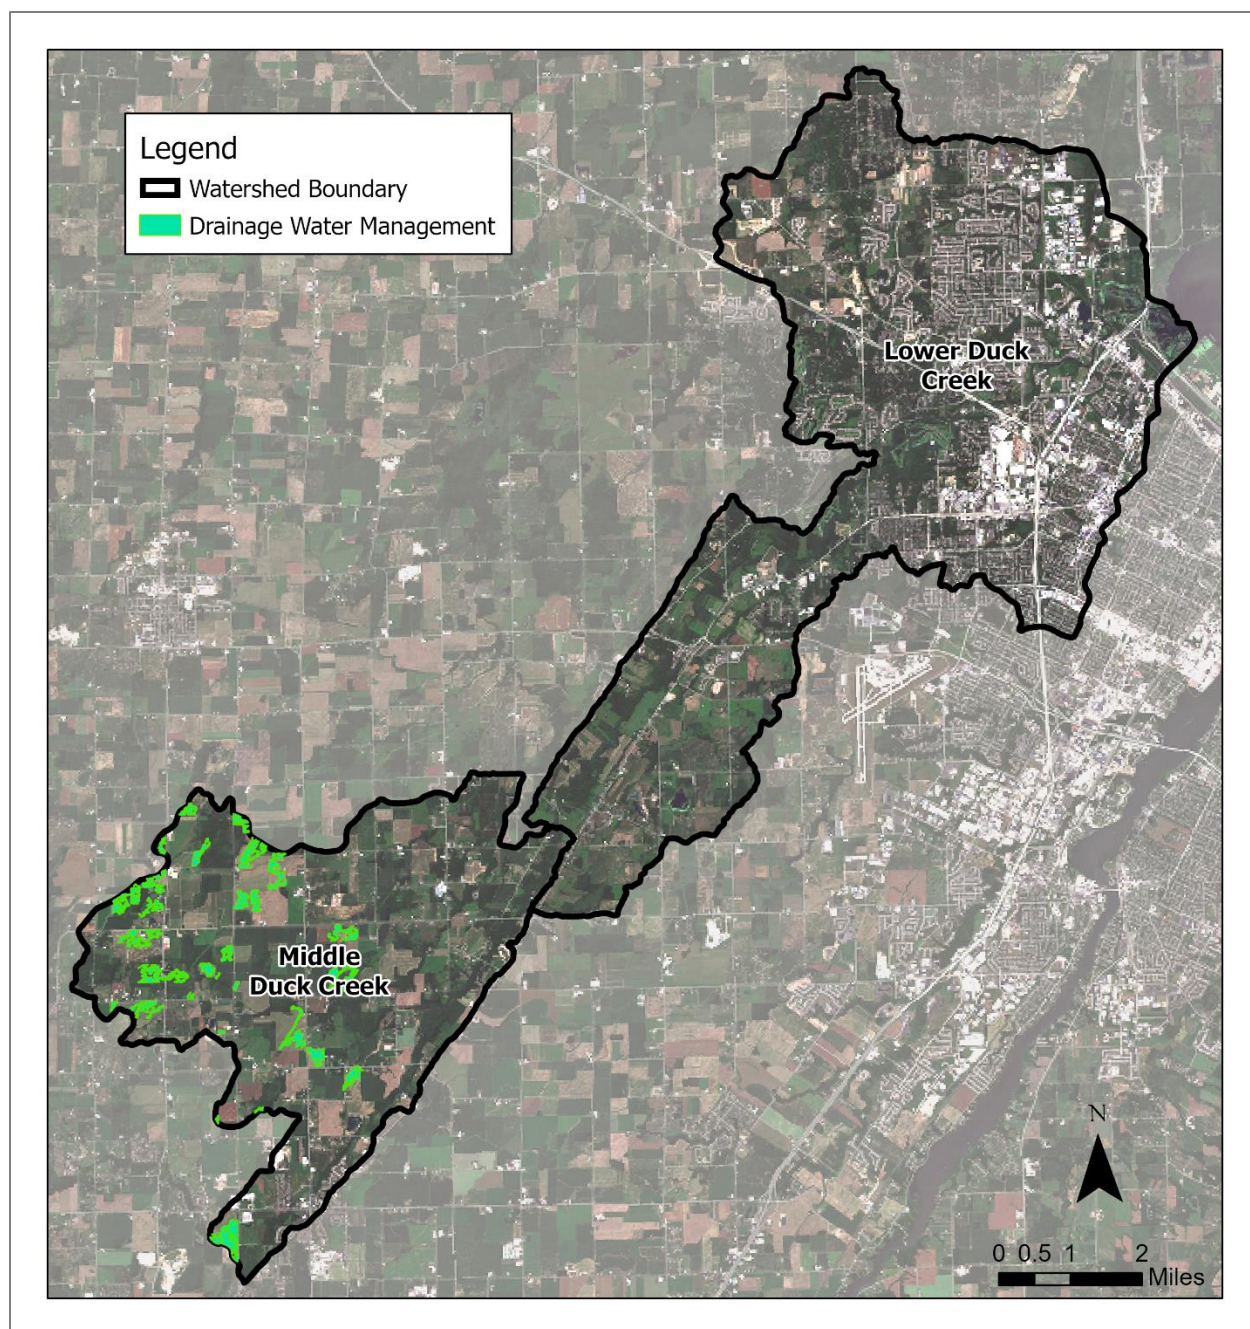 Legend
Watershed Boundary
Drainage Water Management
Lower Duck
Creek
Middle
Duck Creek
N
0 0.5 1 2
Miles